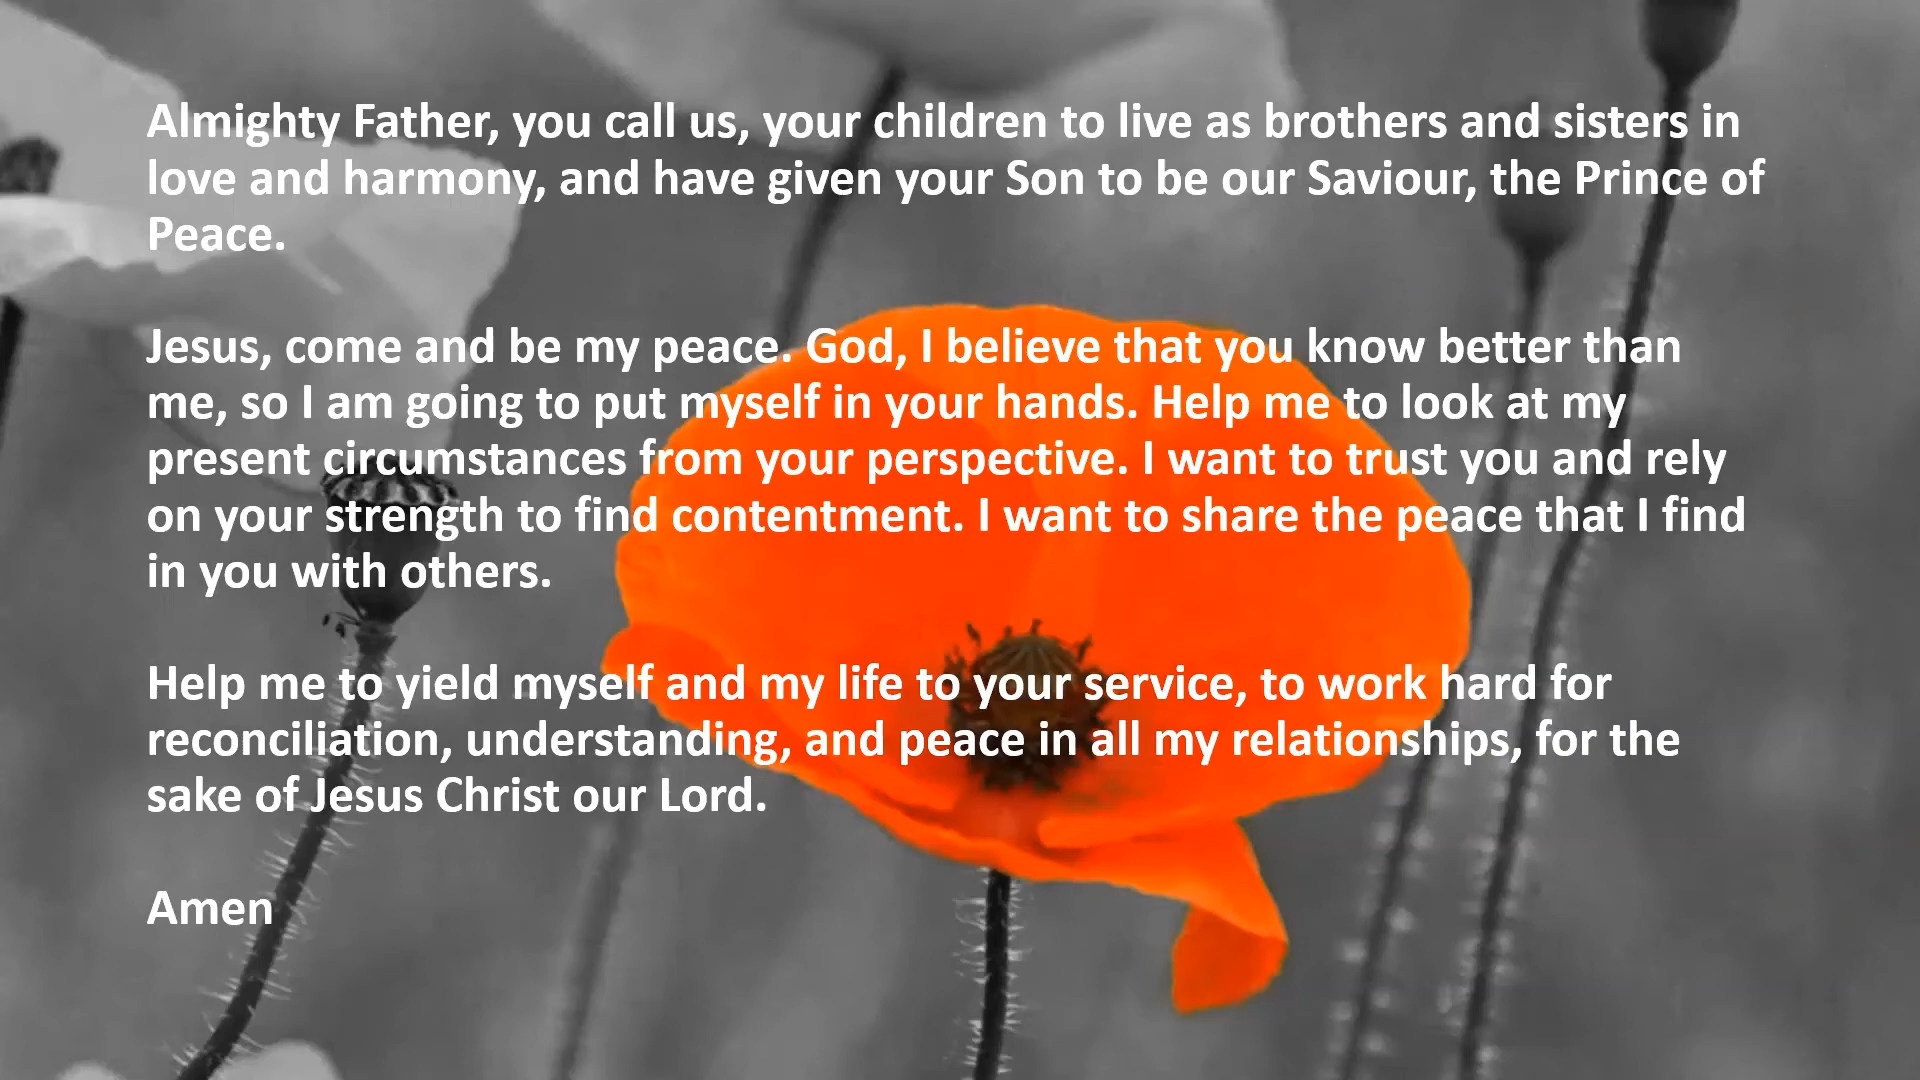 Almighty Father, you call us, your children to live as brothers and sisters in
love and harmony, and have given your Son to be our Saviour, the Prince of
Peace.
Jesus, come and be my peace. God, I believe that you know better than
me, so I am going to put myself in your hands. Help me to look at my
present circumstances from your perspective. I want to trust you and rely
on your strength to find contentment. I want to share the peace that I find
in you with others.
Help me to yield myself and my life to your service, to work hard for
reconciliation, understanding, and peace in all my relationships, for the
sake of Jesus Christ our Lord.
Amen